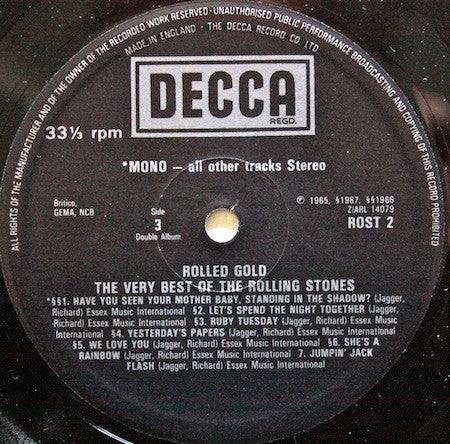 ALL RIGHTS OF THE MANUFACTURER AND OF THE OWNER OF THE RECORDED WORK RESERVED · UNAUTHORISED PUBLIC PERFORMANCE BROADCASTING AND COPYING OF THIS RECORD PROHIBITED
MADE IN ENGLAND · THE DECCA RECORD CO LTD.
DECCA
REGD.
33⅓ rpm
*MONO – all other tracks Stereo
Britico,
GEMA, NCB
Side
3
Double Album
℗ 1965, §1967, §§1966
ZIARL 14079
ROST 2
ROLLED GOLD
THE VERY BEST OF THE ROLLING STONES
*§§1. HAVE YOU SEEN YOUR MOTHER BABY, STANDING IN THE SHADOW? (Jagger,
Richard) Essex Music International §2. LET'S SPEND THE NIGHT TOGETHER (Jagger,
Richard) Essex Music International §3. RUBY TUESDAY (Jagger, Richard) Essex Music
International §4. YESTERDAY'S PAPERS (Jagger, Richard) Essex Music International
§5. WE LOVE YOU (Jagger, Richard) Essex Music International §6. SHE'S A
RAINBOW (Jagger, Richard) Essex Music International 7. JUMPIN' JACK
FLASH (Jagger, Richard) Essex Music International